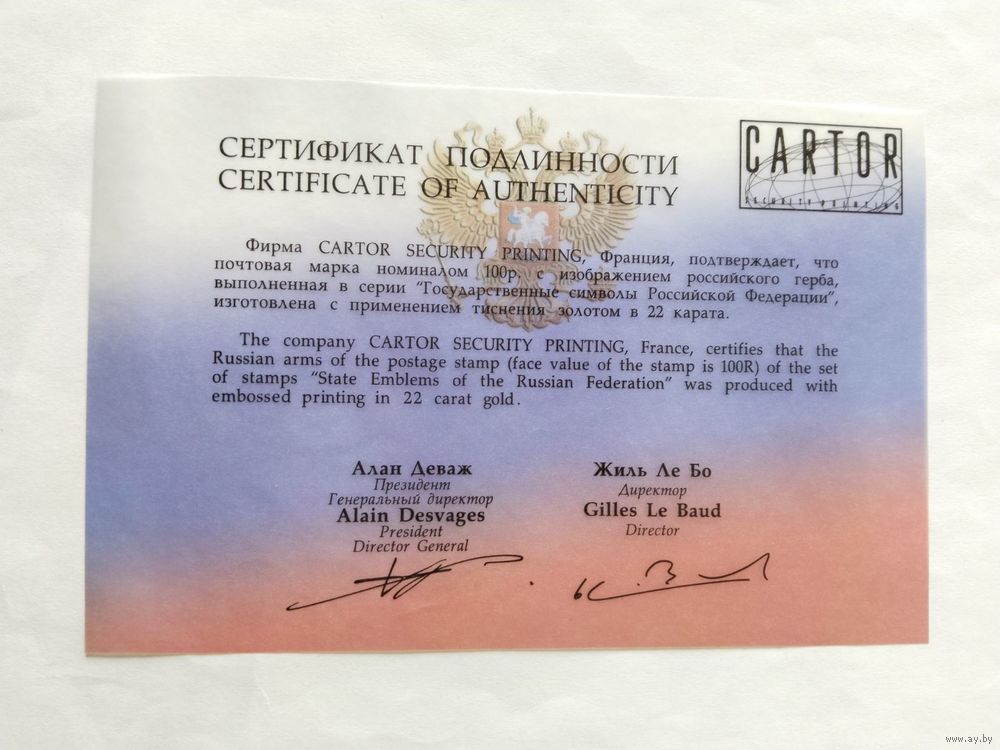 СЕРТИФИКАТ ПОДЛИННОСТИ
CERTIFICATE OF AUTHENTICITY
CARTOR
SECURITY PRINTING
Фирма CARTOR SECURITY PRINTING, Франция, подтверждает, что
почтовая марка номиналом 100р. с изображением российского герба,
выполненная в серии "Государственные символы Российской Федерации",
изготовлена с применением тиснения золотом в 22 карата.
The company CARTOR SECURITY PRINTING, France, certifies that the
Russian arms of the postage stamp (face value of the stamp is 100R) of the set
of stamps "State Emblems of the Russian Federation" was produced with
embossed printing in 22 carat gold.
Алан Деваж
Президент
Генеральный директор
Alain Desvages
President
Director General
Жиль Ле Бо
Директор
Gilles Le Baud
Director
www.ay.by